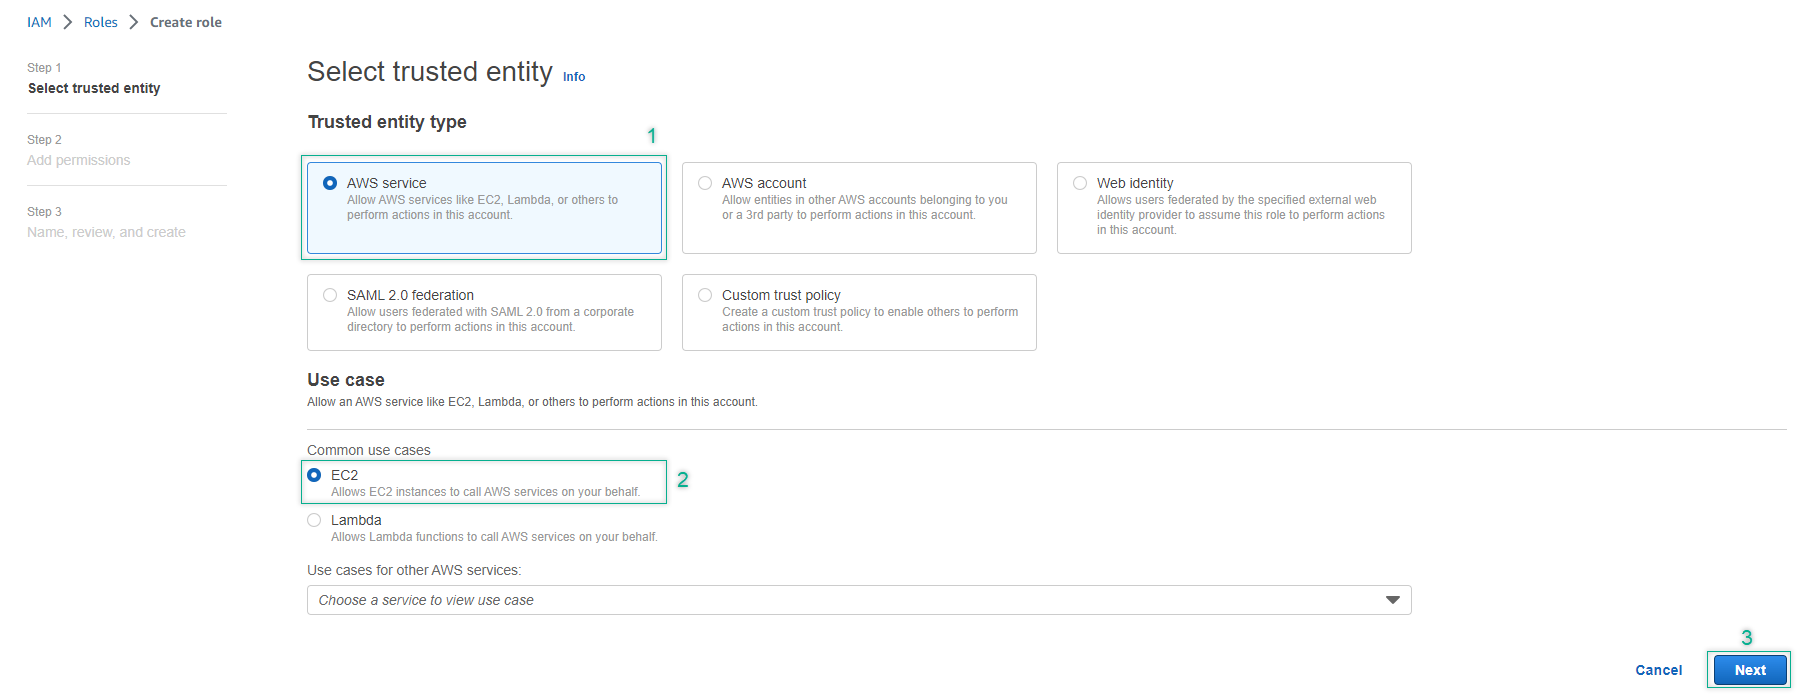 IAM > Roles > Create role
Step 1
Select trusted entity
Step 2
Add permissions
Step 3
Name, review, and create
Select trusted entity Info
Trusted entity type
1
AWS service
Allow AWS services like EC2, Lambda, or others to
perform actions in this account.
AWS account
Allow entities in other AWS accounts belonging to you
or a 3rd party to perform actions in this account.
Web identity
Allows users federated by the specified external web
identity provider to assume this role to perform actions
in this account.
SAML 2.0 federation
Allow users federated with SAML 2.0 from a corporate
directory to perform actions in this account.
Custom trust policy
Create a custom trust policy to enable others to perform
actions in this account.
Use case
Allow an AWS service like EC2, Lambda, or others to perform actions in this account.
Common use cases
EC2
Allows EC2 instances to call AWS services on your behalf.
2
Lambda
Allows Lambda functions to call AWS services on your behalf.
Use cases for other AWS services:
Choose a service to view use case
3
Cancel
Next